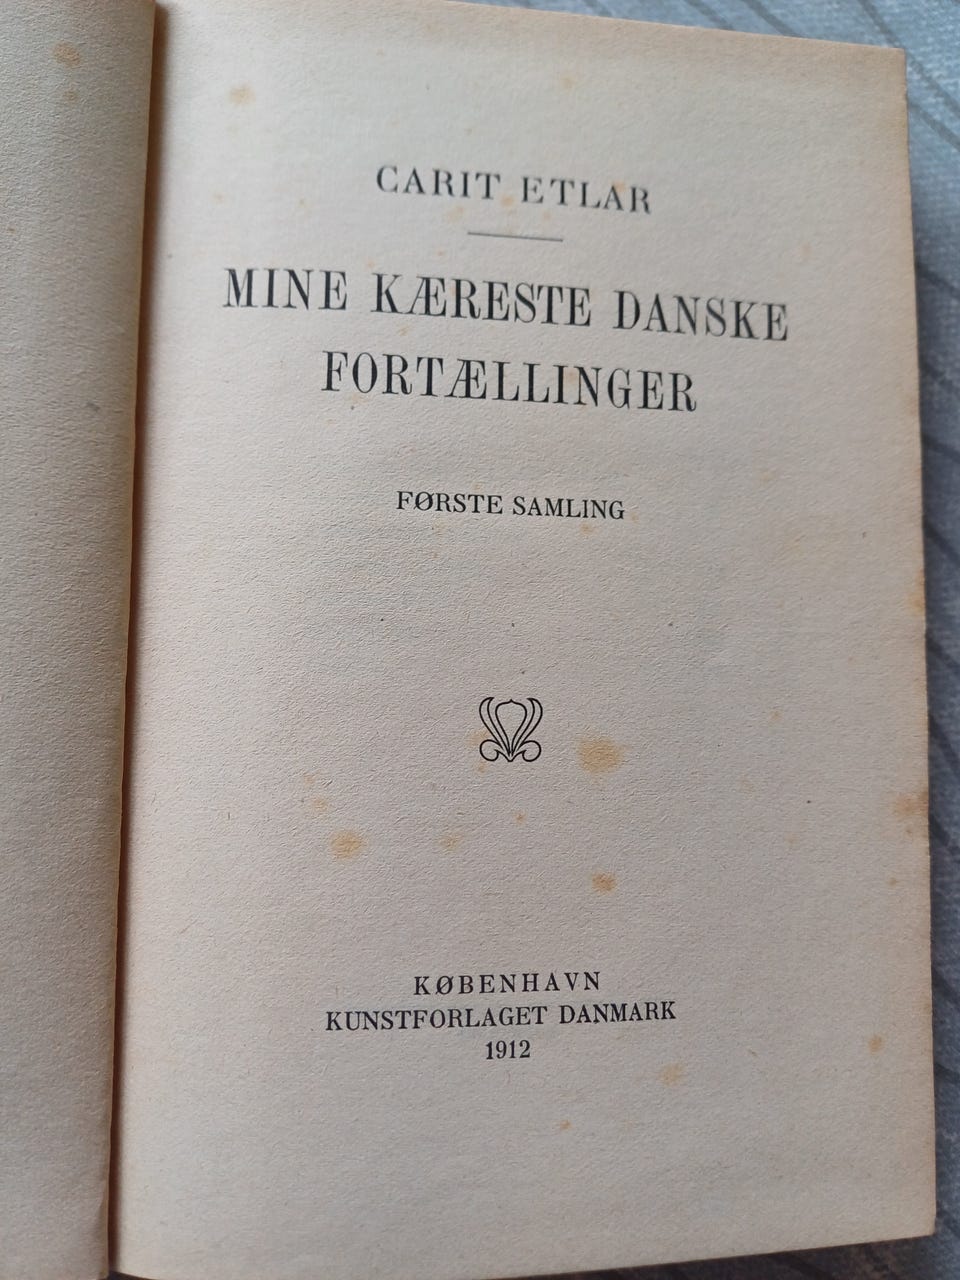 CARIT ETLAR
MINE KÆRESTE DANSKE
FORTÆLLINGER
FØRSTE SAMLING
KØBENHAVN
KUNSTFORLAGET DANMARK
1912